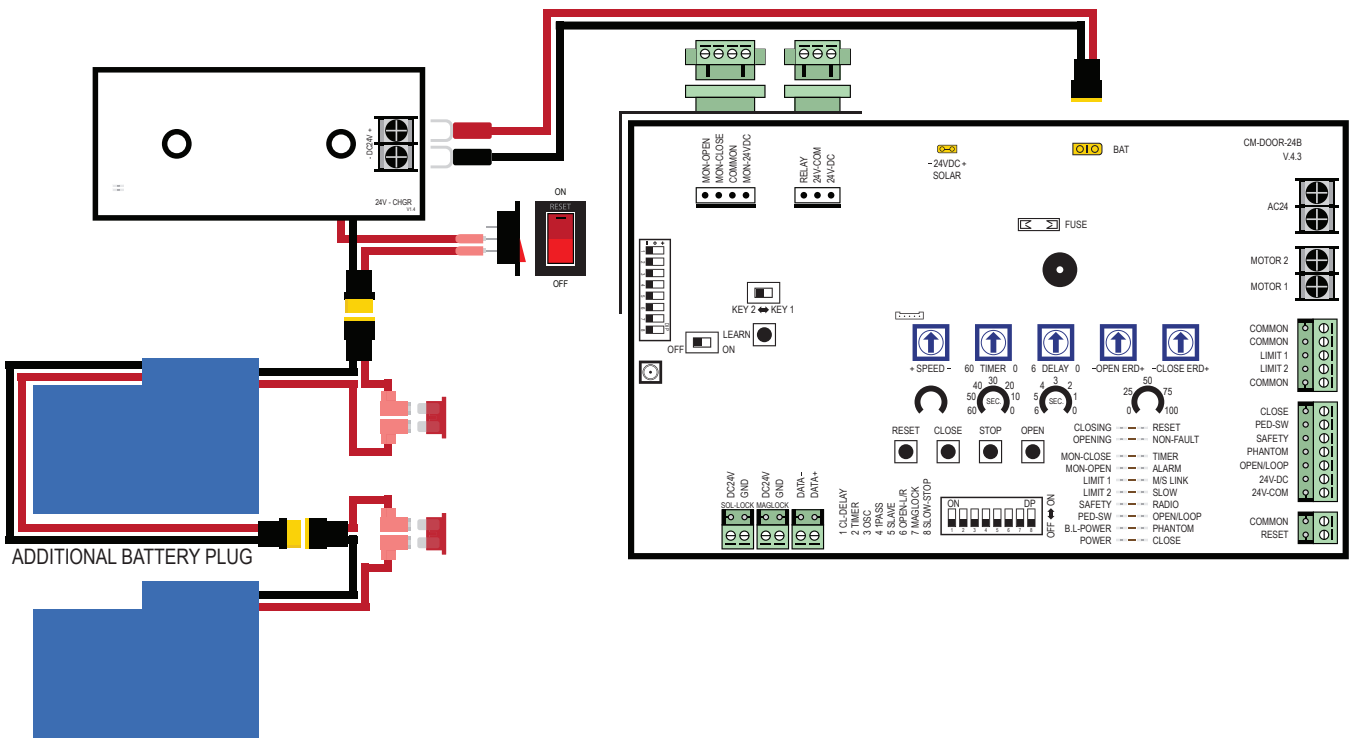 - DC24V +
24V - CHGR
V1.4
ON
RESET
OFF
ADDITIONAL BATTERY PLUG
MON-OPEN
MON-CLOSE
COMMON
MON-24VDC
RELAY
24V-COM
24V-DC
-24VDC+
SOLAR
BAT
CM-DOOR-24B
V.4.3
FUSE
AC24
MOTOR 2
MOTOR 1
KEY 2 ⬌ KEY 1
LEARN
OFF ON
+ SPEED -
60 TIMER 0
6 DELAY 0
-OPEN ERD+
-CLOSE ERD+
60 50 40 30 20 10 0
SEC.
6 5 4 3 2 1 0
SEC.
0 25 50 75 100
RESET CLOSE STOP OPEN
CLOSING RESET
OPENING NON-FAULT
MON-CLOSE TIMER
MON-OPEN ALARM
LIMIT 1 M/S LINK
LIMIT 2 SLOW
SAFETY RADIO
PED-SW OPEN/LOOP
B.L-POWER PHANTOM
POWER CLOSE
COMMON
COMMON
LIMIT 1
LIMIT 2
COMMON
CLOSE
PED-SW
SAFETY
PHANTOM
OPEN/LOOP
24V-DC
24V-COM
COMMON
RESET
DC24V
GND
SOL-LOCK
DC24V
GND
MAGLOCK
DATA-
DATA+
1 CL-DELAY
2 TIMER
3 OSC
4 1PASS
5 SLAVE
6 OPEN-L/R
7 MAGLOCK
8 SLOW-STOP
ON DP
1 2 3 4 5 6 7 8
OFF ⬌ ON